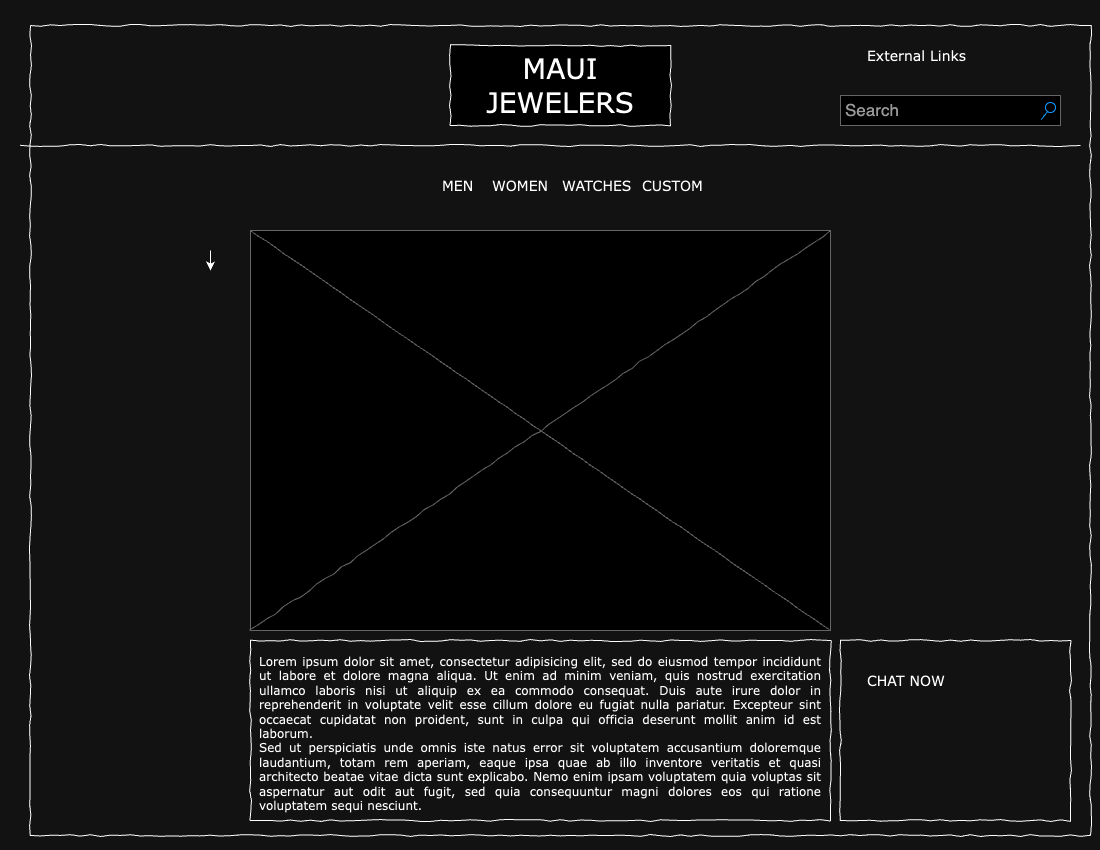 MAUI
JEWELERS
External Links
Search
MEN WOMEN WATCHES CUSTOM
Lorem ipsum dolor sit amet, consectetur adipisicing elit, sed do eiusmod tempor incididunt
ut labore et dolore magna aliqua. Ut enim ad minim veniam, quis nostrud exercitation
ullamco laboris nisi ut aliquip ex ea commodo consequat. Duis aute irure dolor in
reprehenderit in voluptate velit esse cillum dolore eu fugiat nulla pariatur. Excepteur sint
occaecat cupidatat non proident, sunt in culpa qui officia deserunt mollit anim id est
laborum.
Sed ut perspiciatis unde omnis iste natus error sit voluptatem accusantium doloremque
laudantium, totam rem aperiam, eaque ipsa quae ab illo inventore veritatis et quasi
architecto beatae vitae dicta sunt explicabo. Nemo enim ipsam voluptatem quia voluptas sit
aspernatur aut odit aut fugit, sed quia consequuntur magni dolores eos qui ratione
voluptatem sequi nesciunt.
CHAT NOW